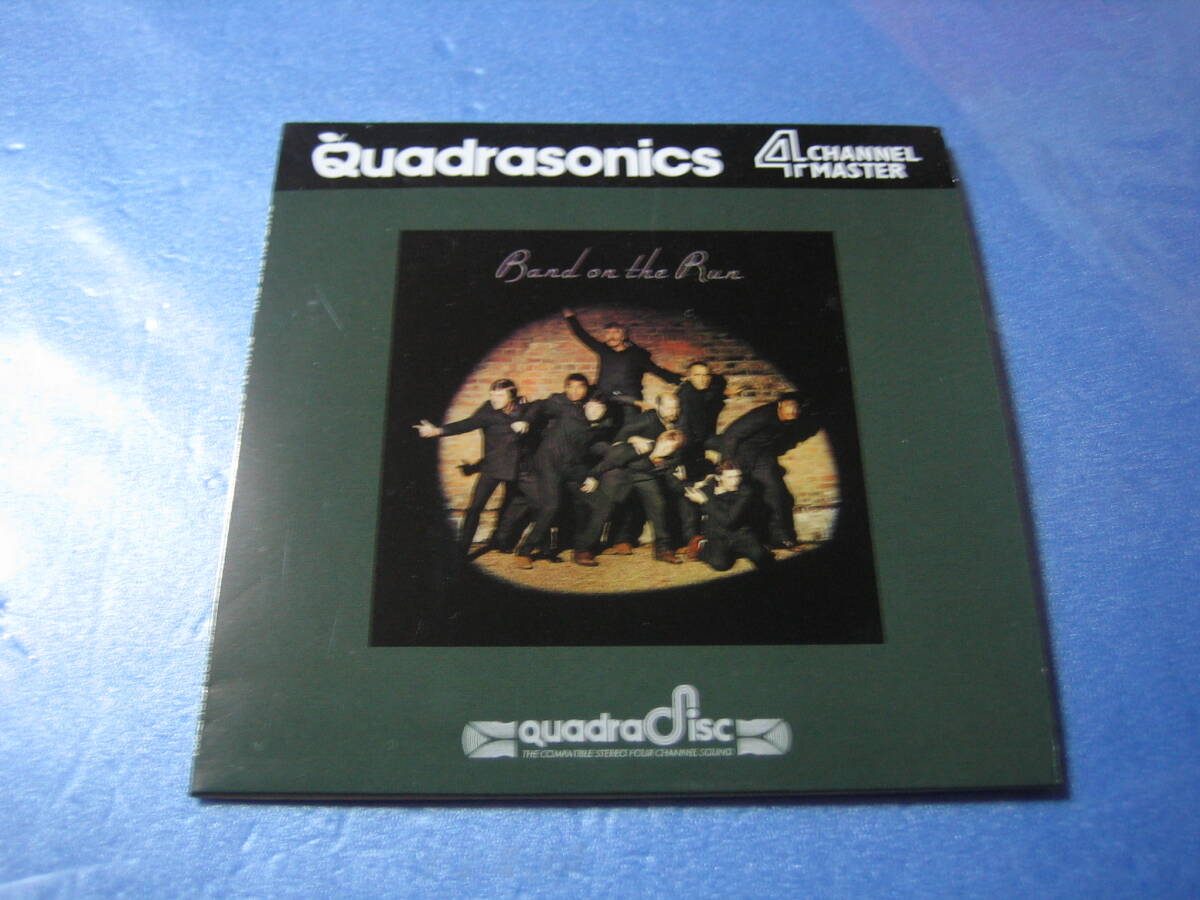 Quadrasonics
4 CHANNEL MASTER
Band on the Run
quadradisc
THE COMPATIBLE STEREO FOUR CHANNEL SOUND